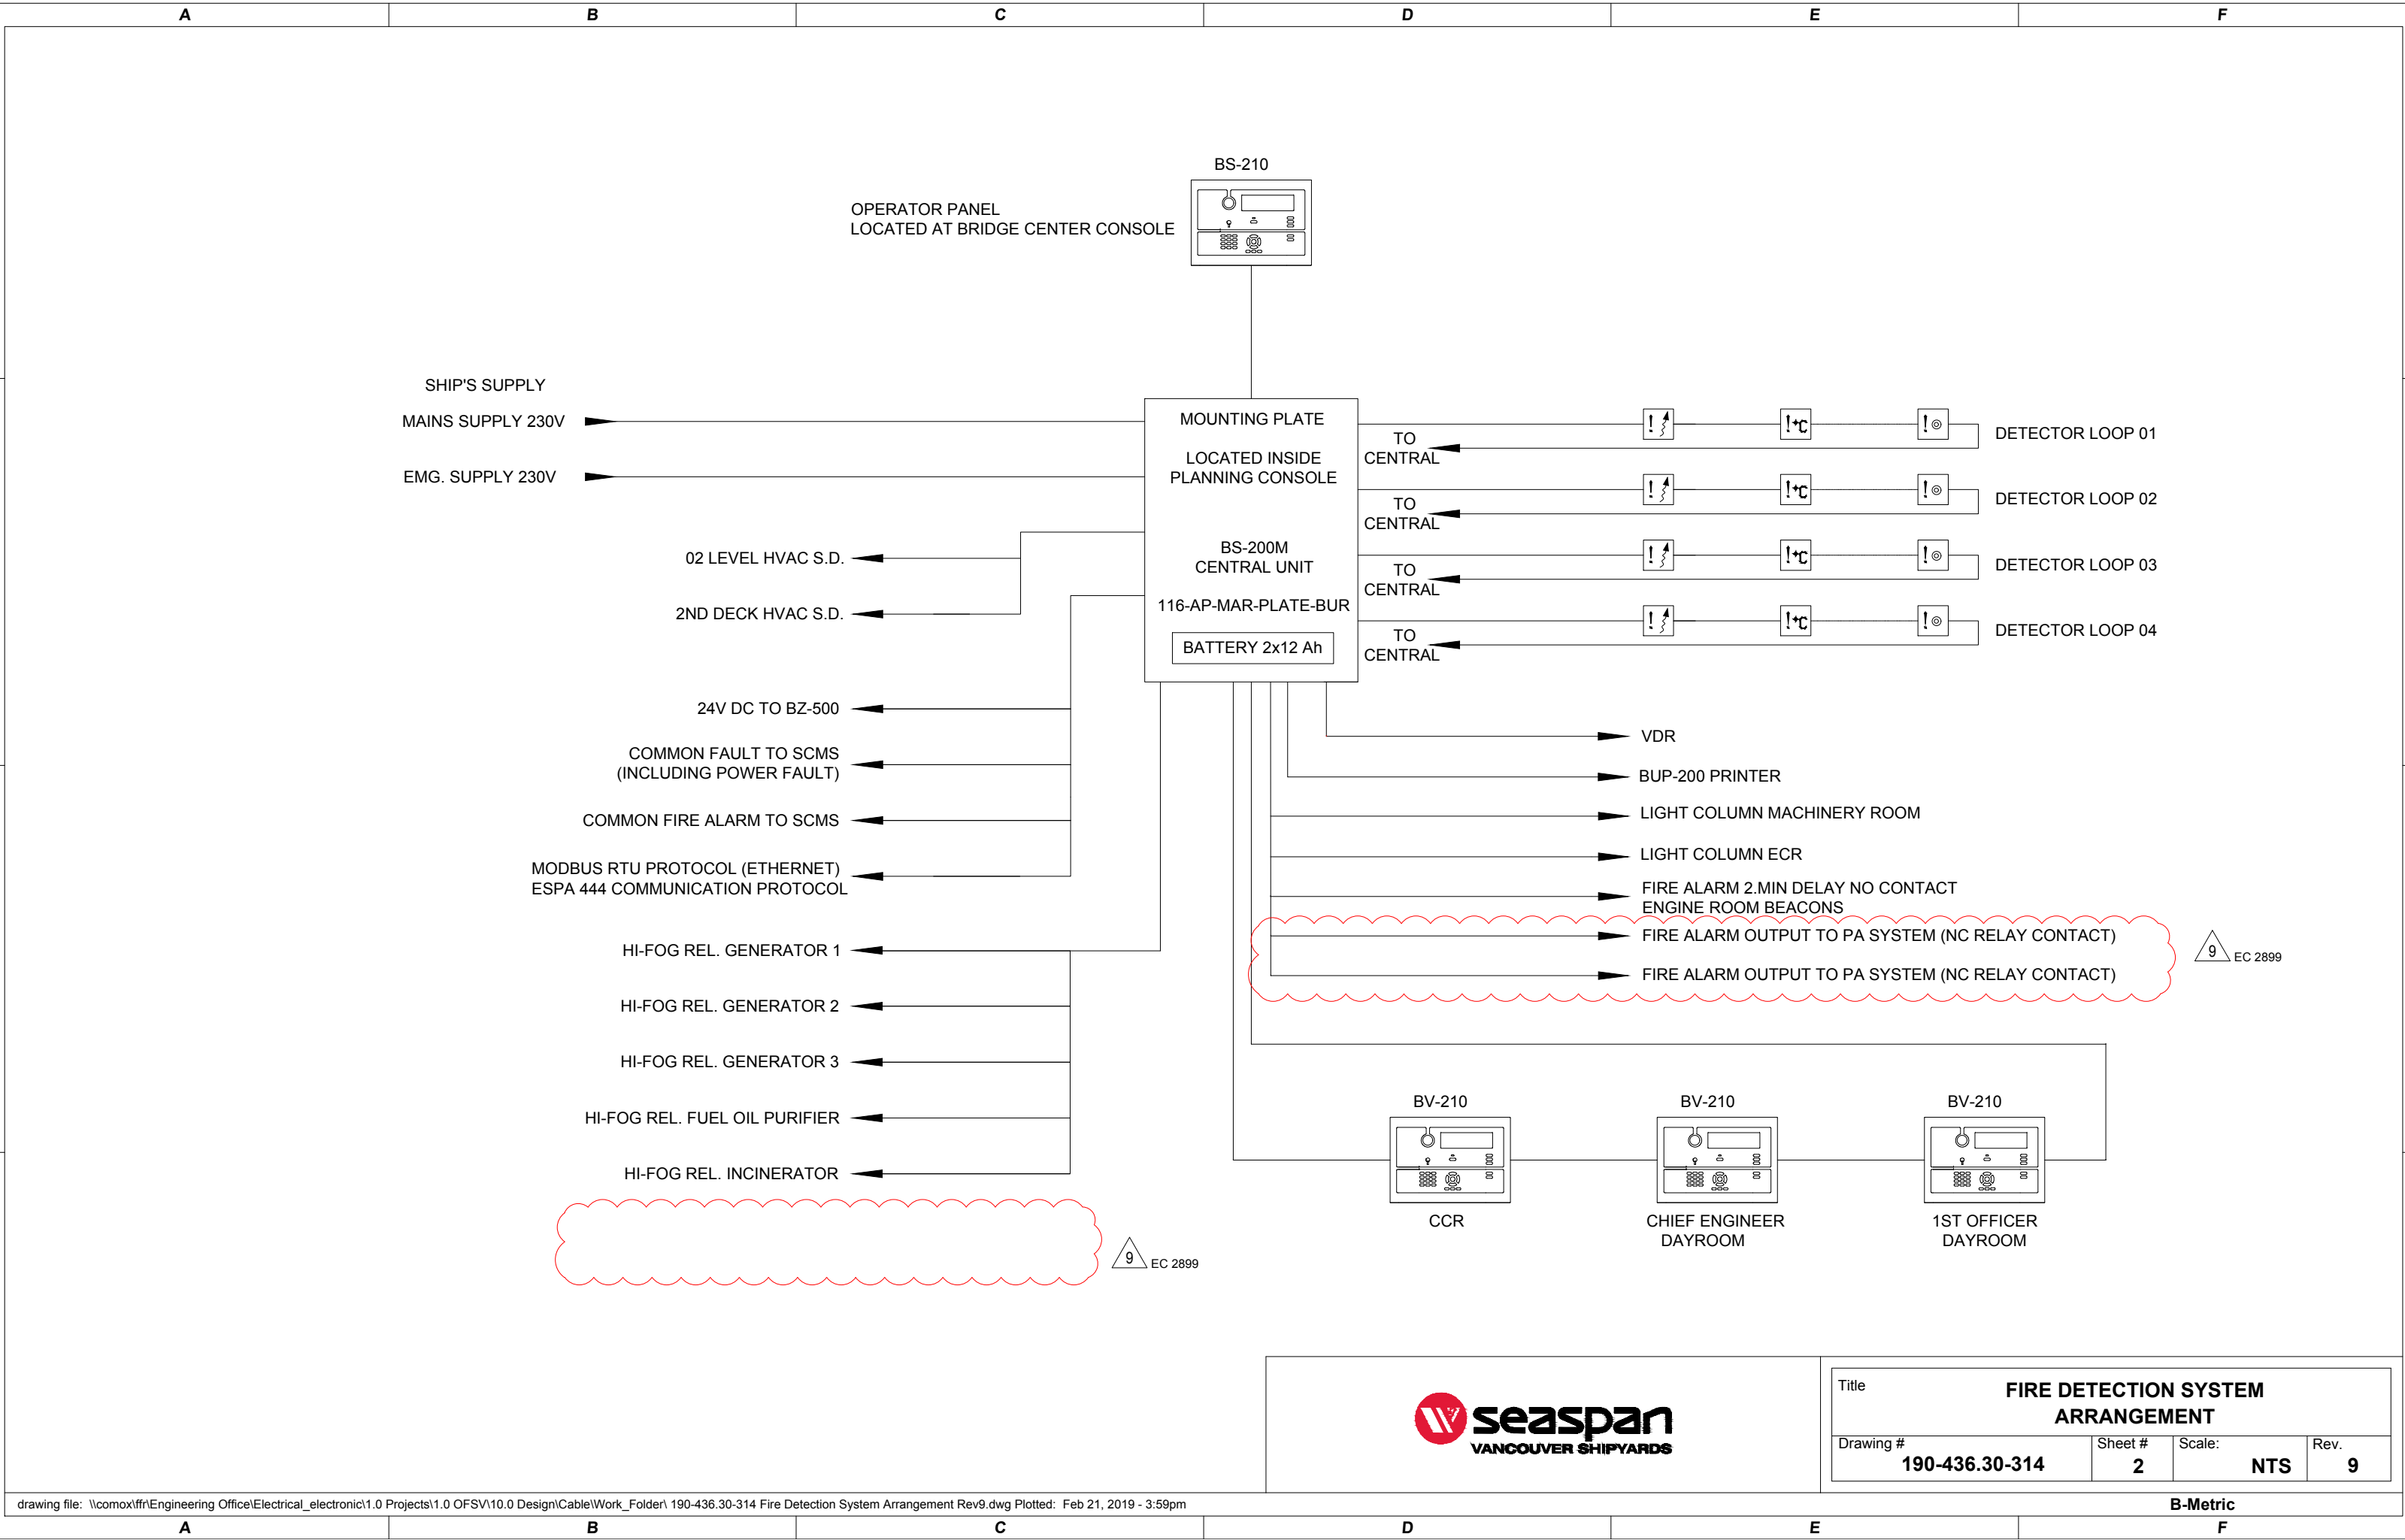 A B C D E F
BS-210
OPERATOR PANEL
LOCATED AT BRIDGE CENTER CONSOLE
SHIP'S SUPPLY
MAINS SUPPLY 230V
EMG. SUPPLY 230V
02 LEVEL HVAC S.D.
2ND DECK HVAC S.D.
24V DC TO BZ-500
COMMON FAULT TO SCMS
(INCLUDING POWER FAULT)
COMMON FIRE ALARM TO SCMS
MODBUS RTU PROTOCOL (ETHERNET)
ESPA 444 COMMUNICATION PROTOCOL
HI-FOG REL. GENERATOR 1
HI-FOG REL. GENERATOR 2
HI-FOG REL. GENERATOR 3
HI-FOG REL. FUEL OIL PURIFIER
HI-FOG REL. INCINERATOR
9 EC 2899
MOUNTING PLATE
LOCATED INSIDE
PLANNING CONSOLE
BS-200M
CENTRAL UNIT
116-AP-MAR-PLATE-BUR
BATTERY 2x12 Ah
TO
CENTRAL
! !°C !
DETECTOR LOOP 01
TO
CENTRAL
! !°C !
DETECTOR LOOP 02
TO
CENTRAL
! !°C !
DETECTOR LOOP 03
TO
CENTRAL
! !°C !
DETECTOR LOOP 04
VDR
BUP-200 PRINTER
LIGHT COLUMN MACHINERY ROOM
LIGHT COLUMN ECR
FIRE ALARM 2.MIN DELAY NO CONTACT
ENGINE ROOM BEACONS
FIRE ALARM OUTPUT TO PA SYSTEM (NC RELAY CONTACT)
FIRE ALARM OUTPUT TO PA SYSTEM (NC RELAY CONTACT)
9 EC 2899
BV-210
CCR
BV-210
CHIEF ENGINEER
DAYROOM
BV-210
1ST OFFICER
DAYROOM
seaspan
VANCOUVER SHIPYARDS
Title
FIRE DETECTION SYSTEM
ARRANGEMENT
Drawing #
190-436.30-314
Sheet #
2
Scale:
NTS
Rev.
9
drawing file: \\comox\ffr\Engineering Office\Electrical_electronic\1.0 Projects\1.0 OFSV\10.0 Design\Cable\Work_Folder\ 190-436.30-314 Fire Detection System Arrangement Rev9.dwg Plotted: Feb 21, 2019 - 3:59pm
B-Metric
A B C D E F